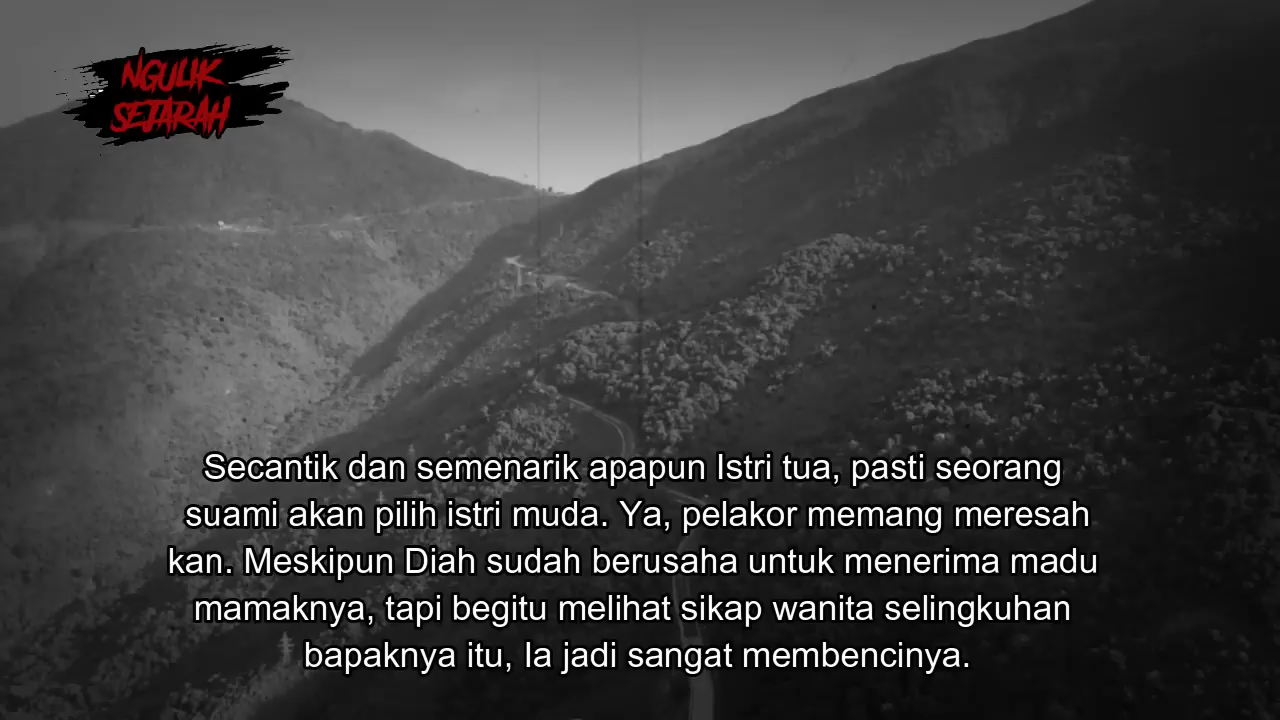 NGULIK
SEJARAH
Secantik dan semenarik apapun Istri tua, pasti seorang
suami akan pilih istri muda. Ya, pelakor memang meresah
kan. Meskipun Diah sudah berusaha untuk menerima madu
mamaknya, tapi begitu melihat sikap wanita selingkuhan
bapaknya itu, Ia jadi sangat membencinya.